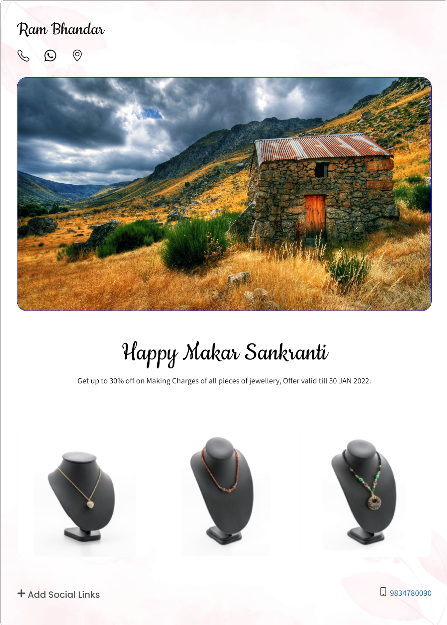 Ram Bhandar
Happy Makar Sankranti
Get up to 30% off on Making Charges of all pieces of jewellery, Offer valid till 30 JAN 2022.
+ Add Social Links
9834780090